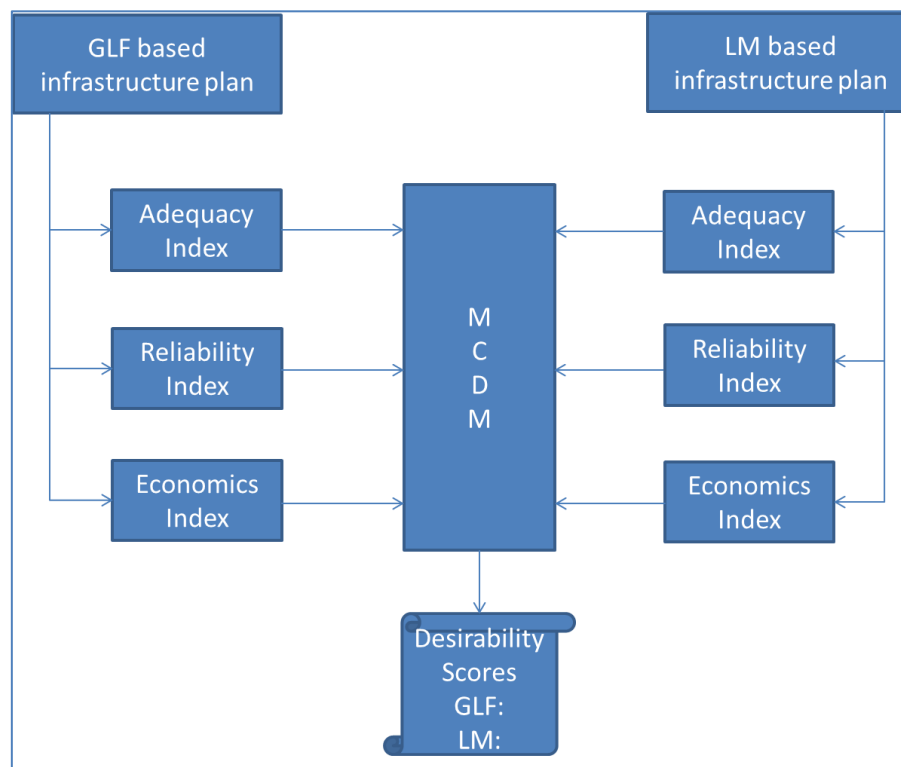 GLF based
infrastructure plan
LM based
infrastructure plan
Adequacy
Index
Reliability
Index
Economics
Index
M
C
D
M
Adequacy
Index
Reliability
Index
Economics
Index
Desirability
Scores
GLF:
LM: